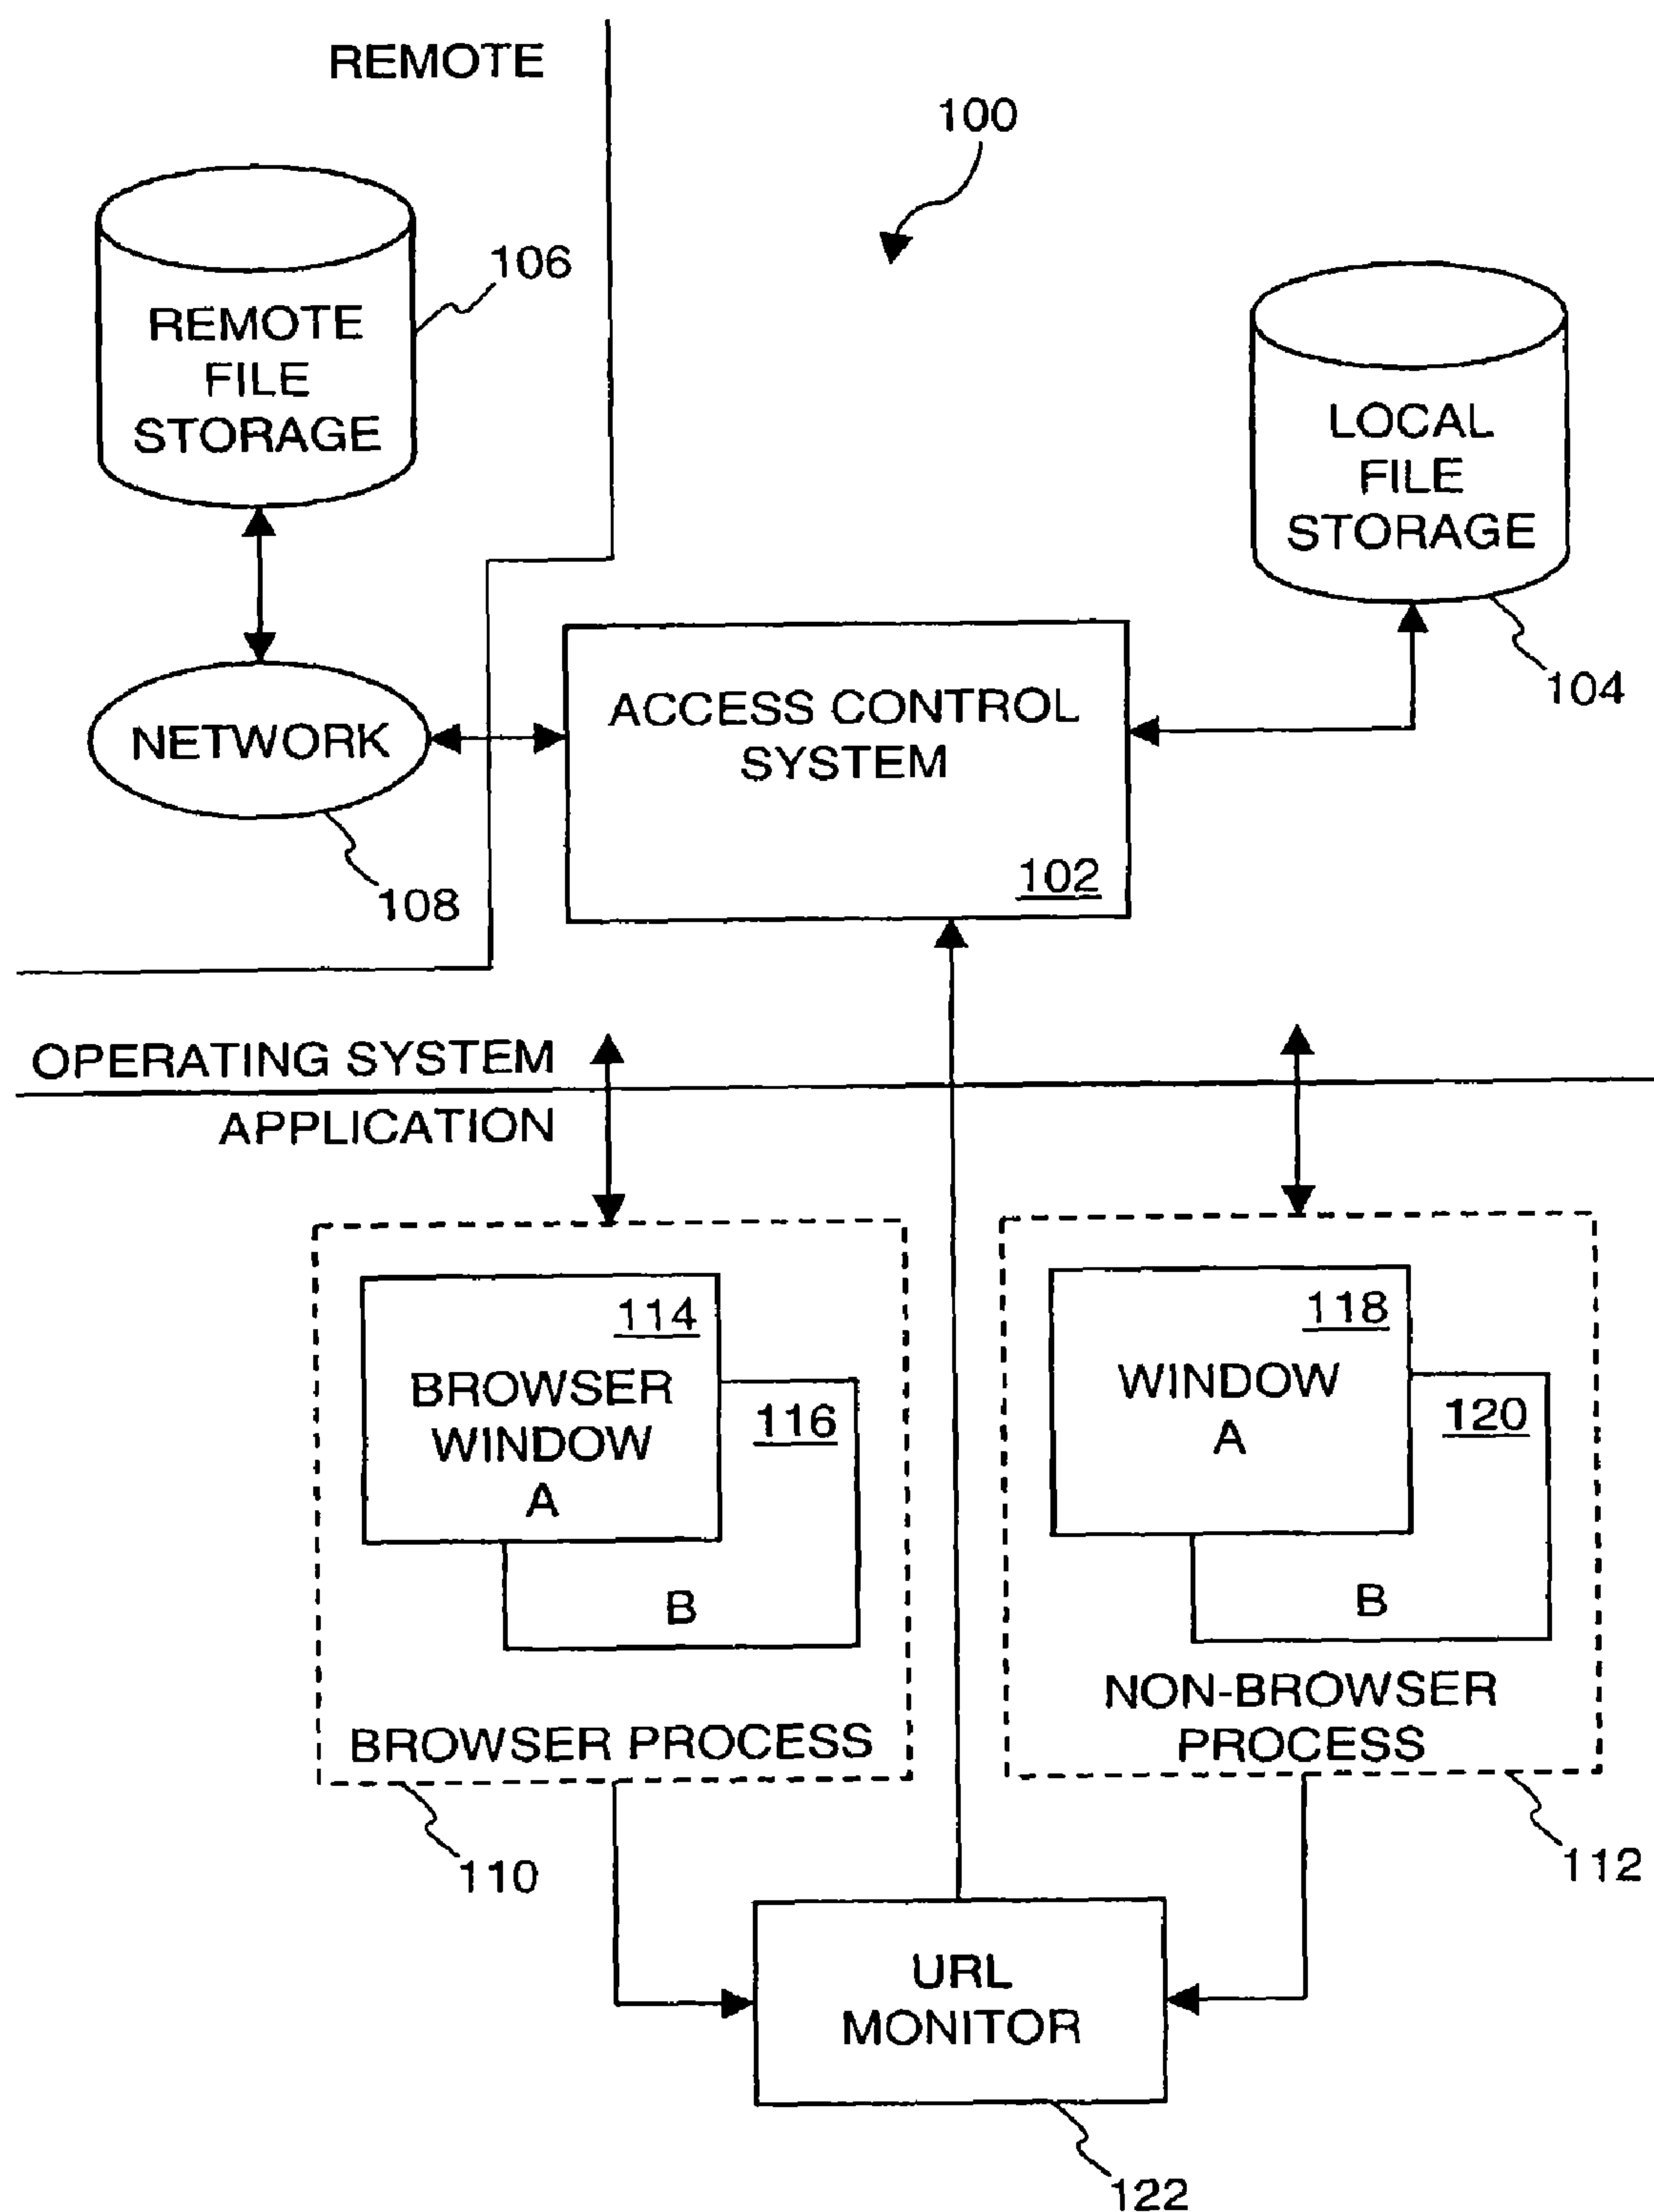 REMOTE
100
106
REMOTE
FILE
STORAGE
LOCAL
FILE
STORAGE
104
NETWORK
108
ACCESS CONTROL
SYSTEM
102
OPERATING SYSTEM
APPLICATION
114
BROWSER
WINDOW
A
116
B
BROWSER PROCESS
110
118
WINDOW
A
120
B
NON-BROWSER
PROCESS
112
URL
MONITOR
122